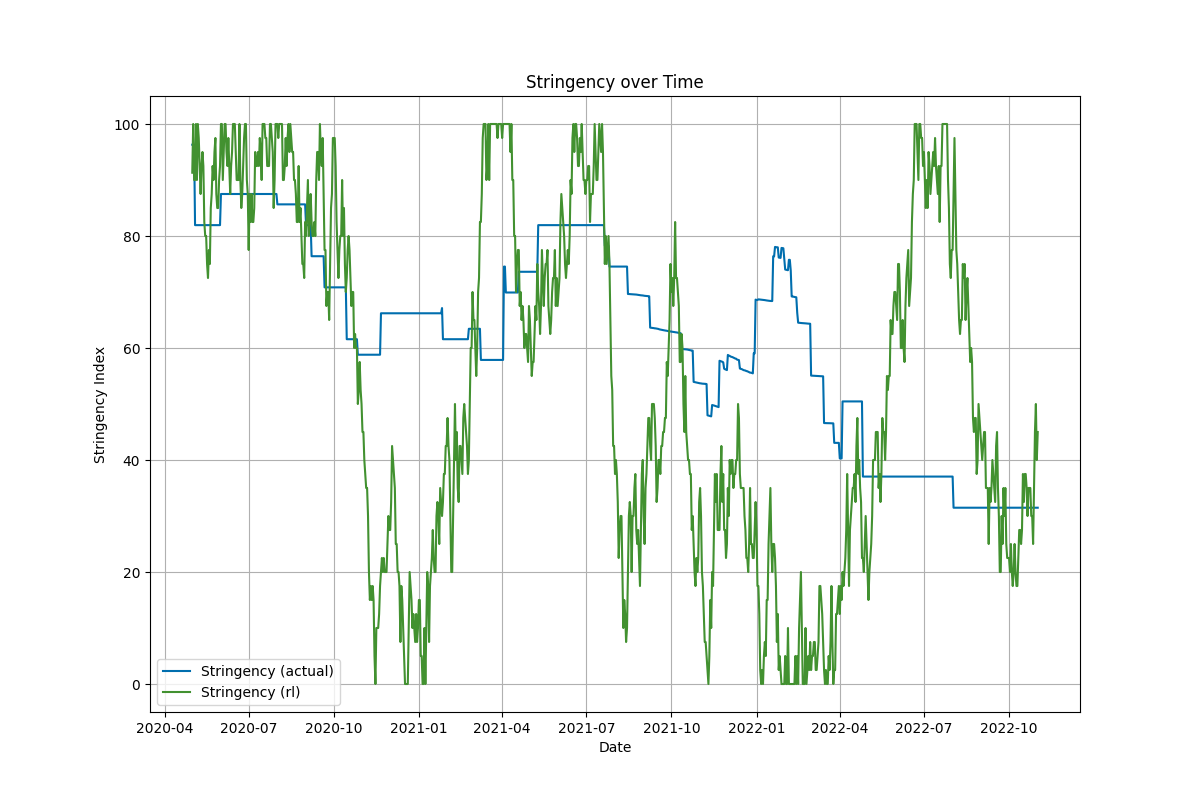 Stringency over Time
Stringency Index
100
80
60
40
20
0
Stringency (actual)
Stringency (rl)
2020-04 2020-07 2020-10 2021-01 2021-04 2021-07 2021-10 2022-01 2022-04 2022-07 2022-10
Date